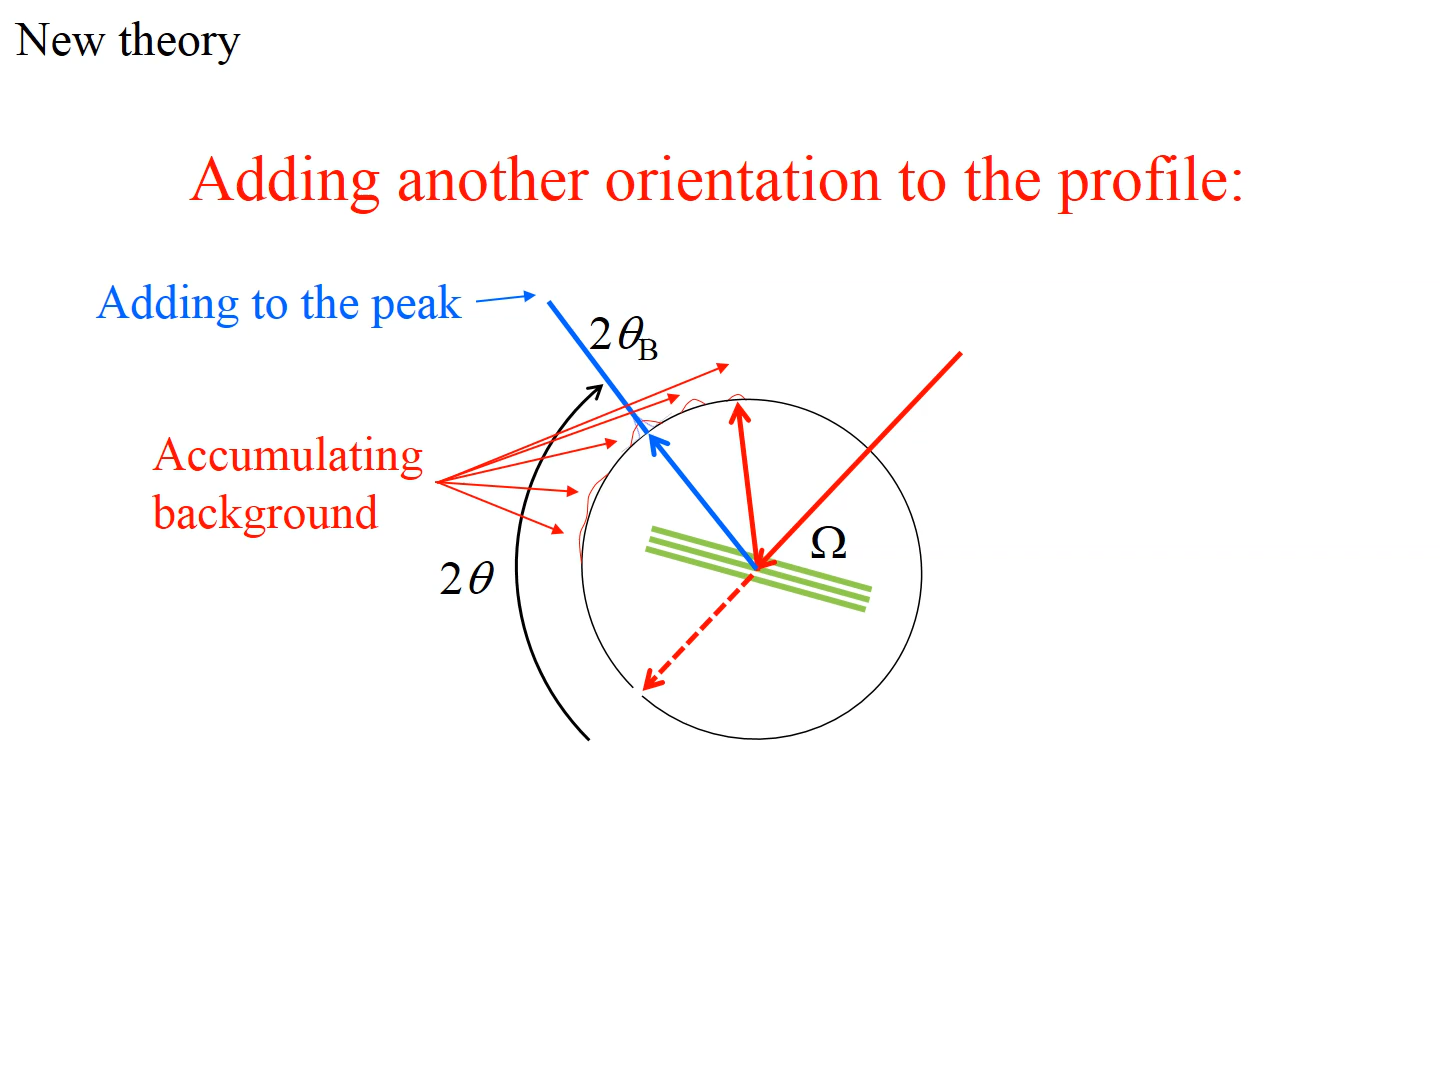 New theory
Adding another orientation to the profile:
Adding to the peak
2θB
Accumulating
background
Ω
2θ